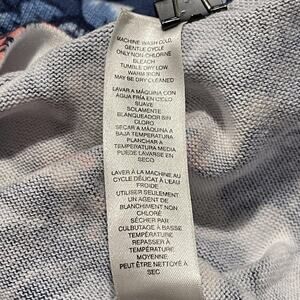 MACHINE WASH COLD
GENTLE CYCLE
ONLY NON-CHLORINE
BLEACH
TUMBLE DRY LOW
WARM IRON
MAY BE DRY CLEANED
LAVAR A MÁQUINA CON
AGUA FRÍA EN CICLO
SUAVE
SOLAMENTE
BLANQUEADOR SIN
CLORO
SECAR A MÁQUINA A
BAJA TEMPERATURA
PLANCHAR A
TEMPERATURA MEDIA
PUEDE LAVARSE EN
SECO
LAVER À LA MACHINE AU
CYCLE DÉLICAT À L'EAU
FROIDE
UTILISER SEULEMENT
UN AGENT DE
BLANCHIMENT NON
CHLORÉ
SÉCHER PAR
CULBUTAGE À BASSE
TEMPÉRATURE
REPASSER À
TEMPÉRATURE
MOYENNE
PEUT ÊTRE NETTOYÉ À
SEC